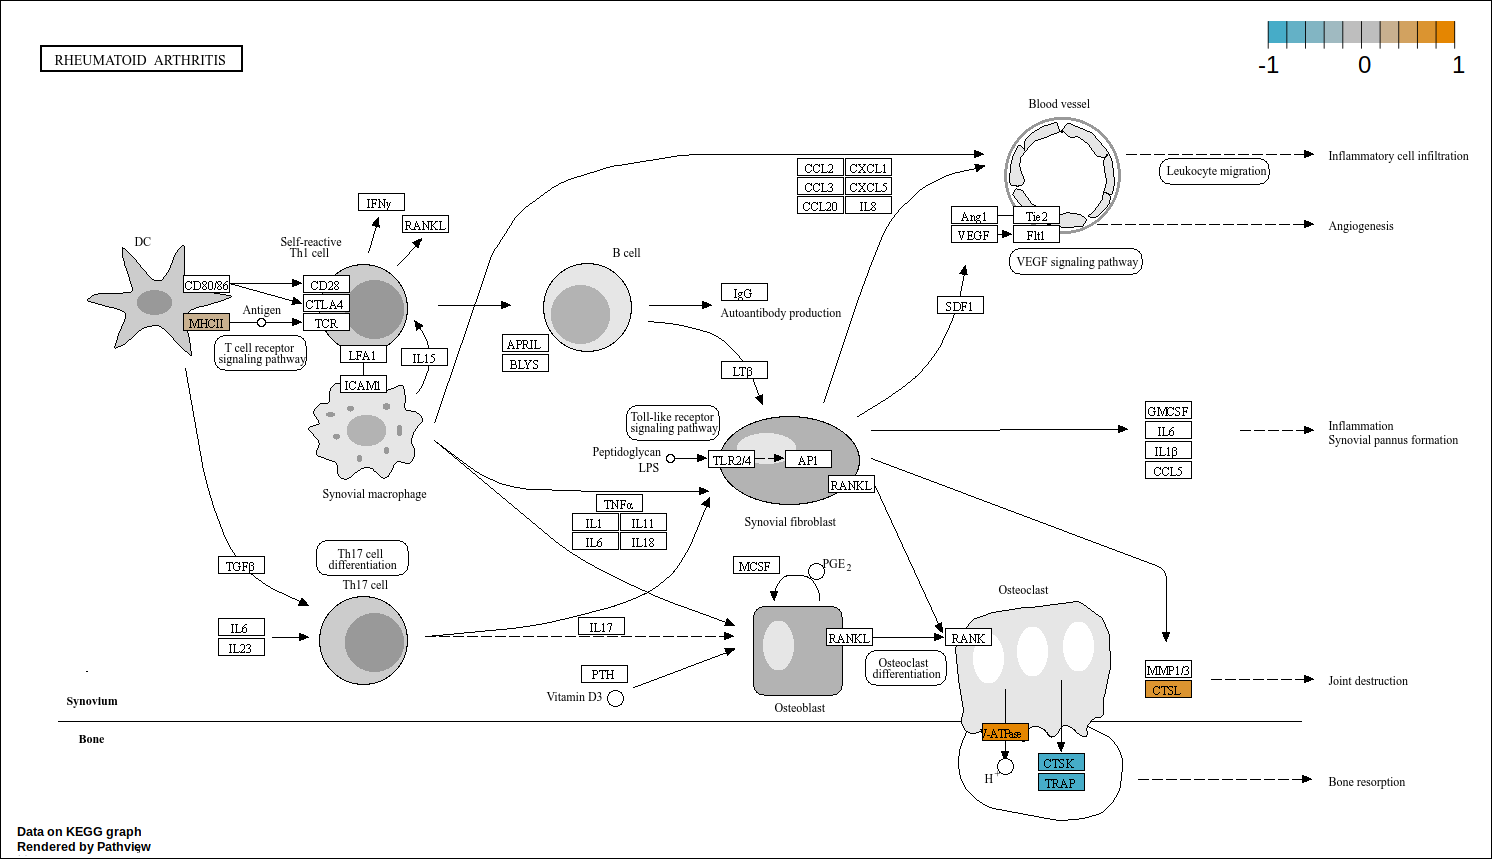 RHEUMATOID ARTHRITIS
-1 0 1
Blood vessel
CCL2 CXCL1
CCL3 CXCL5
CCL20 IL8
Inflammatory cell infiltration
Leukocyte migration
IFNγ
RANKL
Ang1 Tie2
VEGF Flt1
Angiogenesis
VEGF signaling pathway
DC
Self-reactive
Th1 cell
B cell
CD80/86
CD28
CTLA4
Antigen
MHCII
TCR
T cell receptor
signaling pathway
LFA1
IL15
ICAM1
IgG
Autoantibody production
SDF1
APRIL
BLYS
LTβ
Toll-like receptor
signaling pathway
Peptidoglycan
LPS
TLR2/4
AP1
RANKL
GMCSF
IL6
IL1β
CCL5
Inflammation
Synovial pannus formation
Synovial macrophage
TNFα
IL1 IL11
IL6 IL18
Synovial fibroblast
Th17 cell
differentiation
Th17 cell
TGFβ
IL6
IL23
MCSF
PGE2
IL17
PTH
Vitamin D3
RANKL
Osteoblast
Osteoclast
RANK
Osteoclast
differentiation
MMP1/3
CTSL
Joint destruction
Synovium
Bone
V-ATPase
H+
CTSK
TRAP
Bone resorption
Data on KEGG graph
Rendered by Pathview